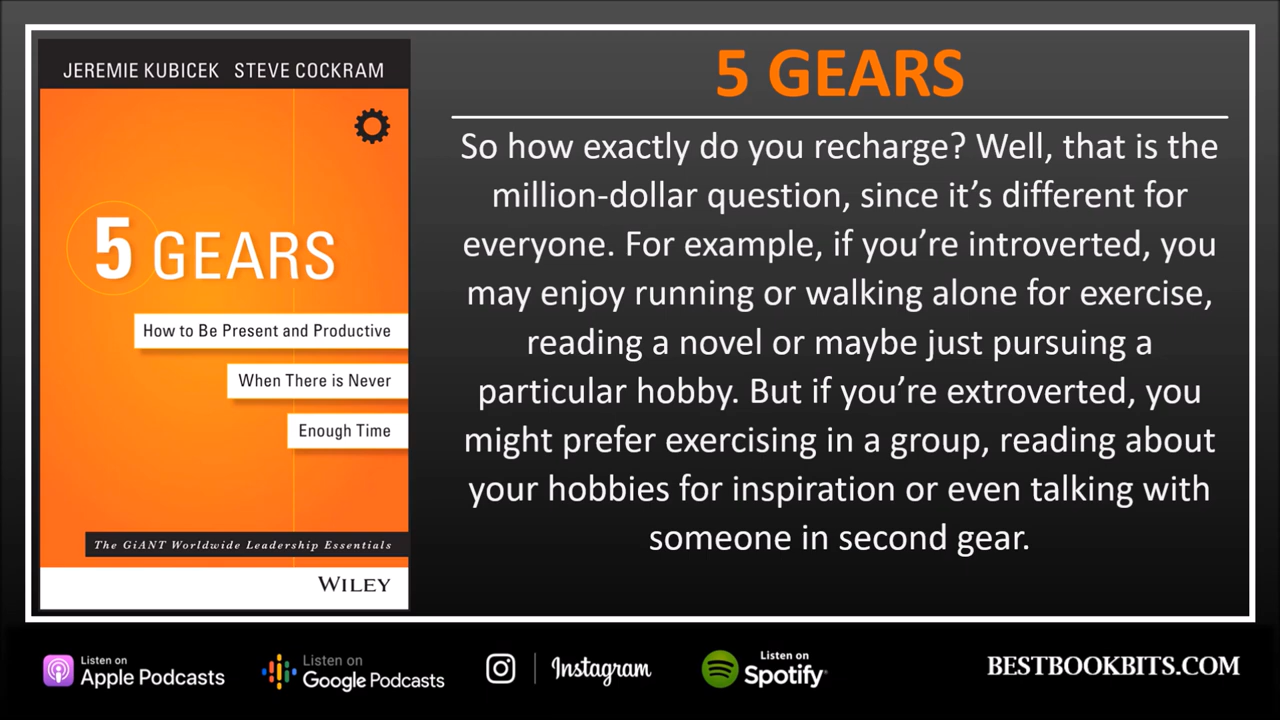 JEREMIE KUBICEK STEVE COCKRAM
5 GEARS
How to Be Present and Productive
When There is Never
Enough Time
The GiANT Worldwide Leadership Essentials
WILEY
5 GEARS
So how exactly do you recharge? Well, that is the
million-dollar question, since it’s different for
everyone. For example, if you’re introverted, you
may enjoy running or walking alone for exercise,
reading a novel or maybe just pursuing a
particular hobby. But if you’re extroverted, you
might prefer exercising in a group, reading about
your hobbies for inspiration or even talking with
someone in second gear.
Listen on
Apple Podcasts
Listen on
Google Podcasts
Instagram
Listen on
Spotify
BESTBOOKBITS.COM